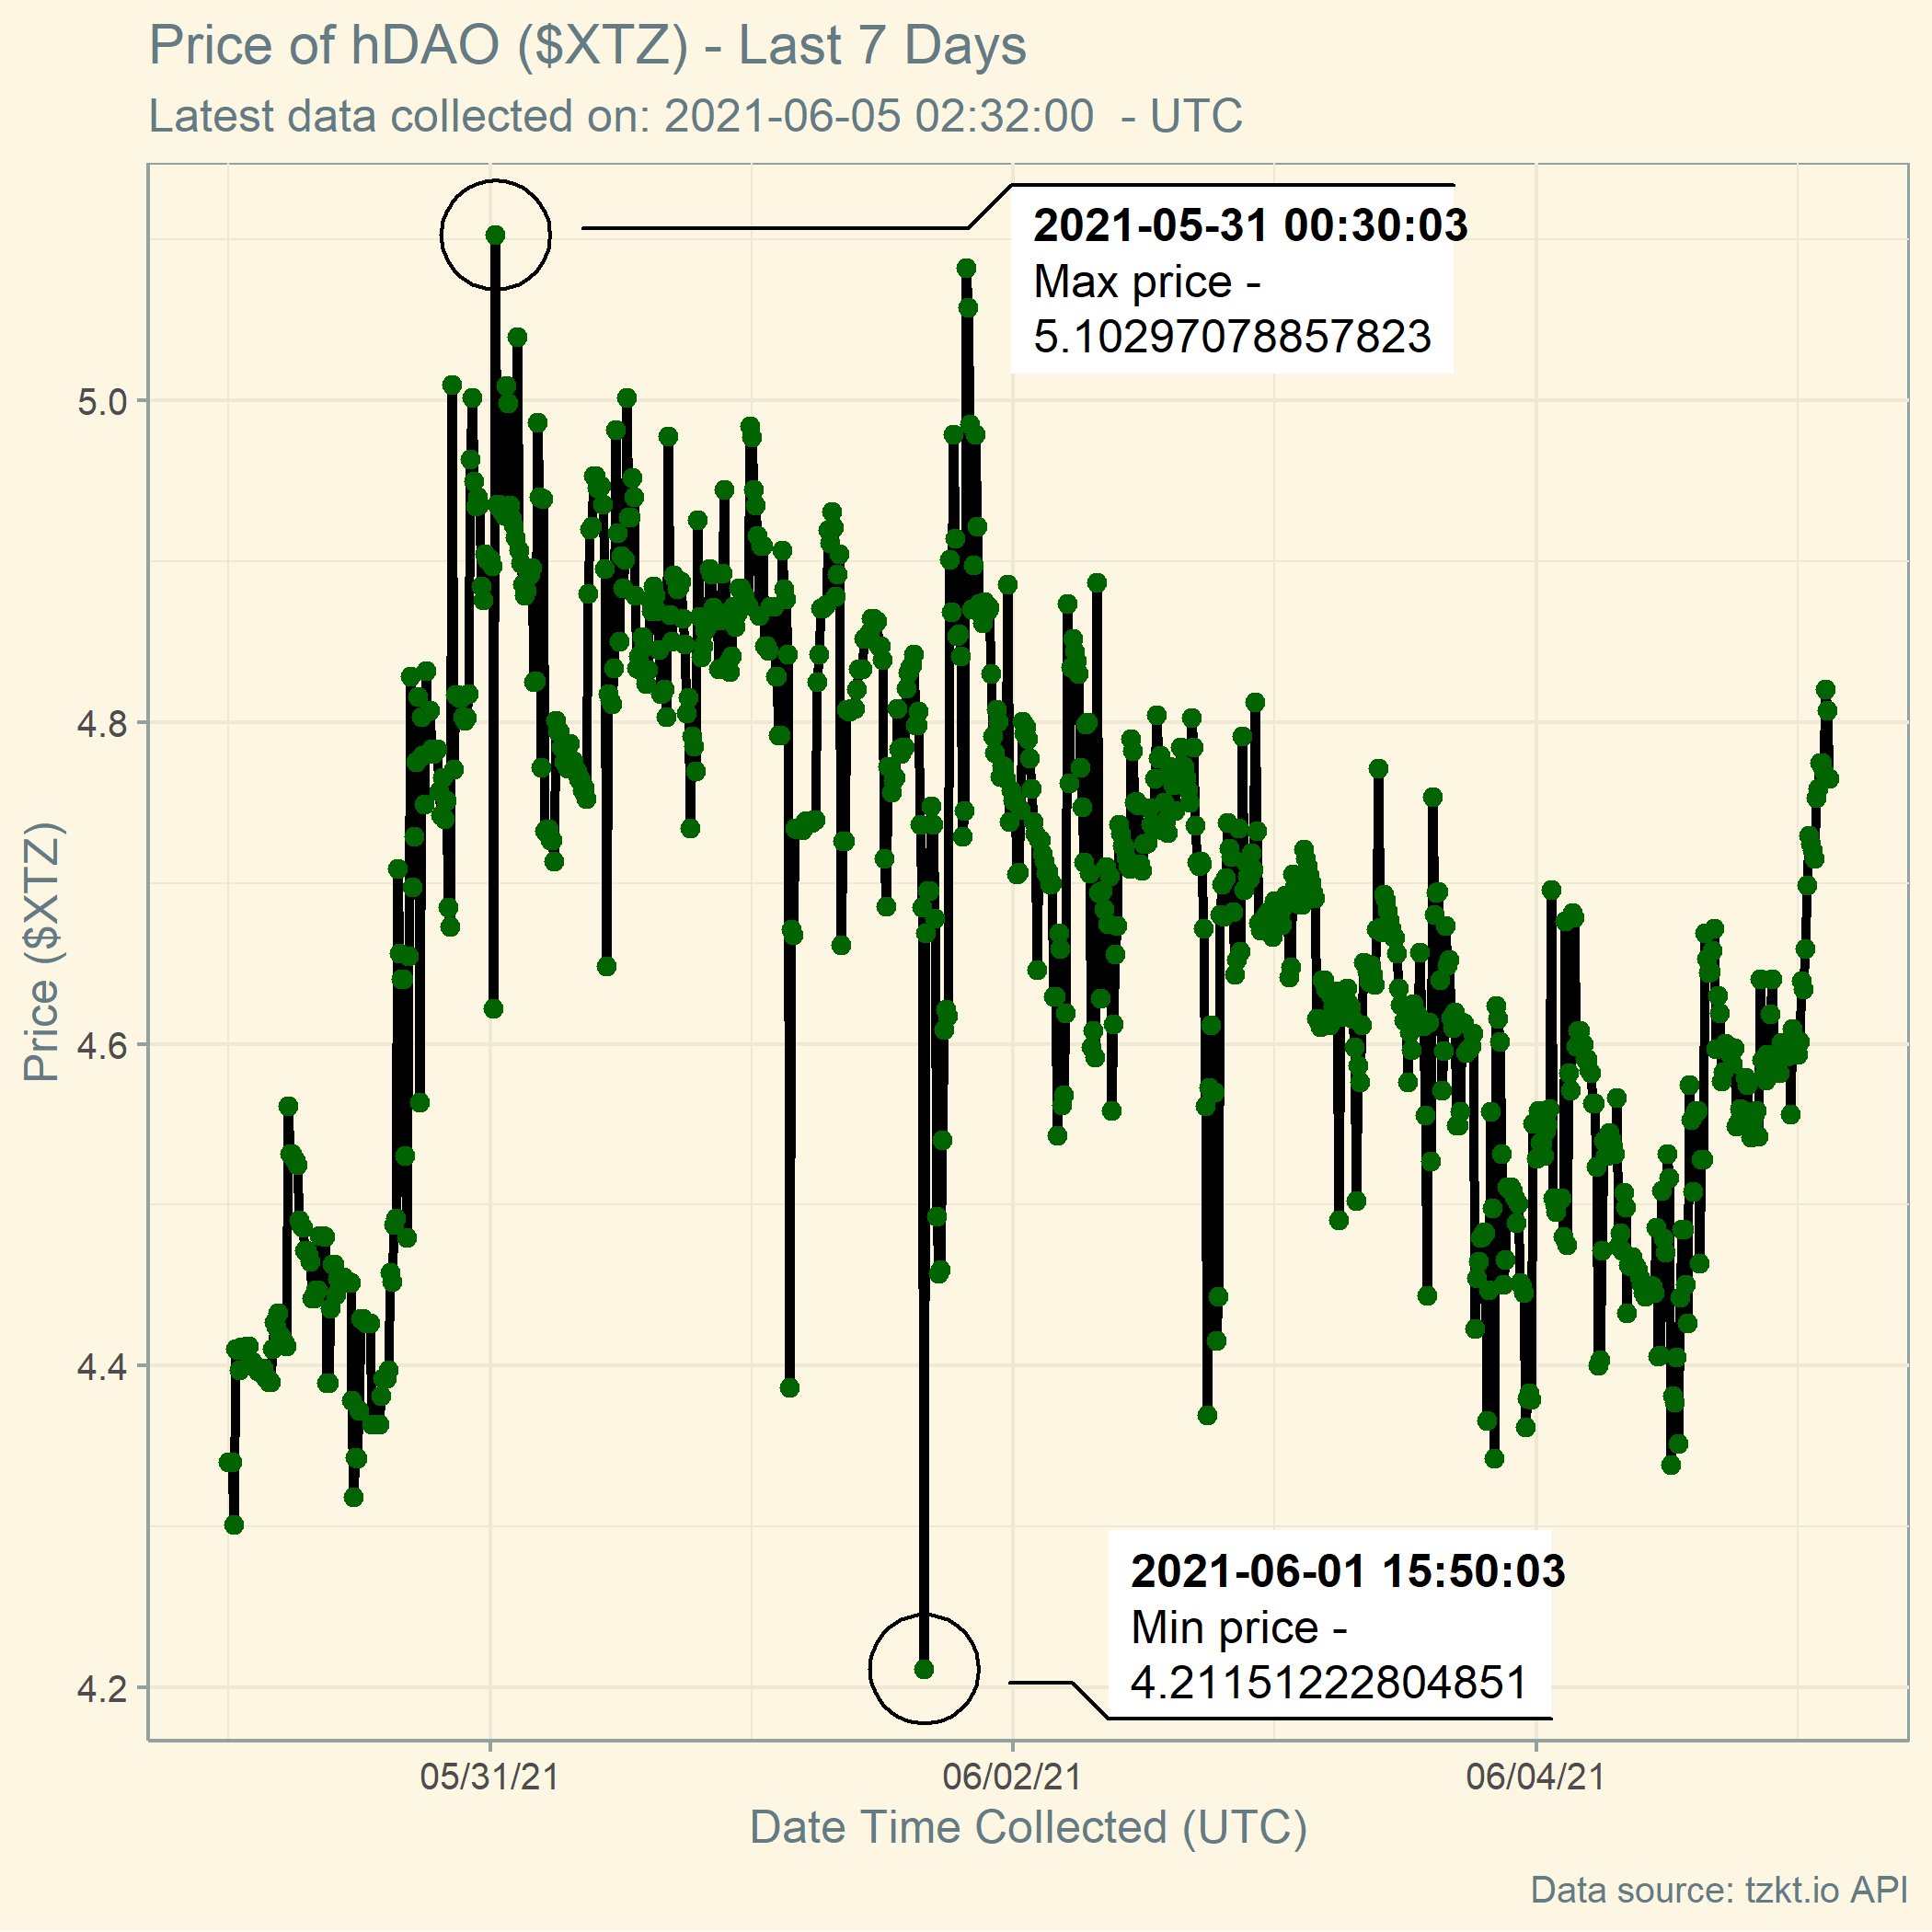 Price of hDAO ($XTZ) - Last 7 Days
Latest data collected on: 2021-06-05 02:32:00  - UTC
2021-05-31 00:30:03
Max price -
5.10297078857823
5.0
4.8
4.6
4.4
4.2
Price ($XTZ)
2021-06-01 15:50:03
Min price -
4.21151222804851
05/31/21
06/02/21
06/04/21
Date Time Collected (UTC)
Data source: tzkt.io API